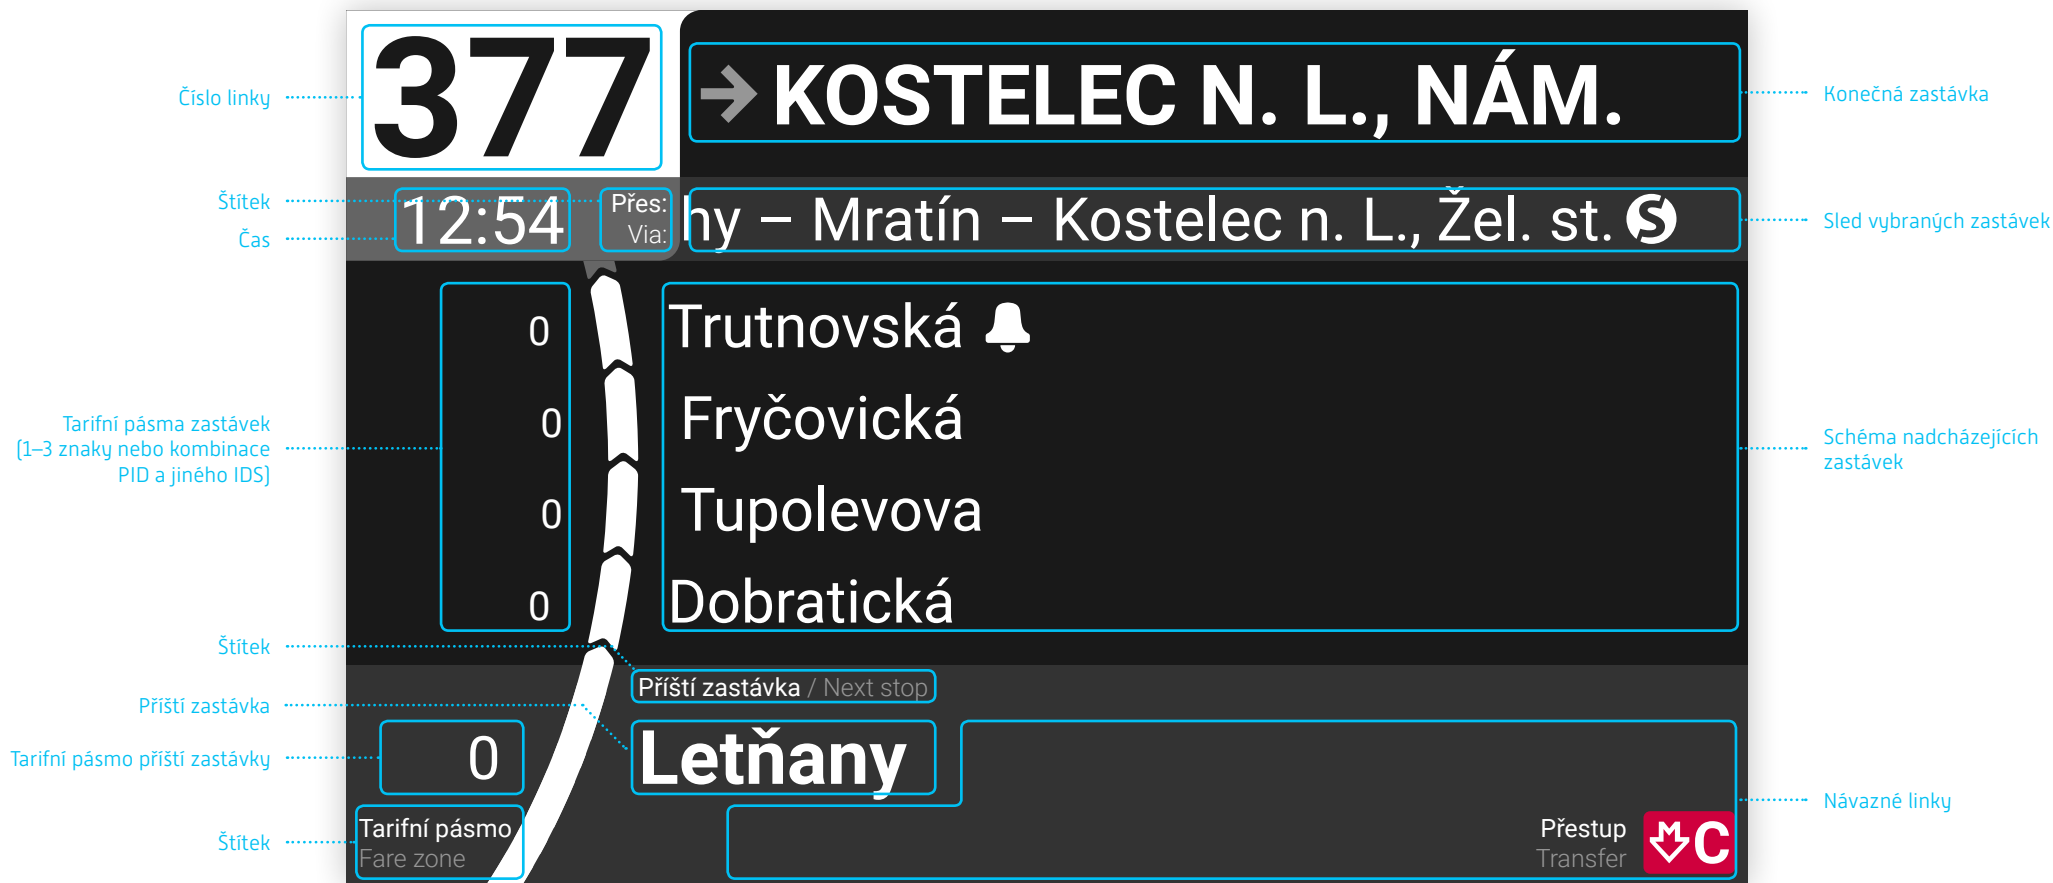 377
→ KOSTELEC N. L., NÁM.
Číslo linky
Konečná zastávka
Štítek
Čas
12:54
Přes:
Via:
hy – Mratín – Kostelec n. L., Žel. st. S
Sled vybraných zastávek
0
Trutnovská
0
Fryčovická
Tarifní pásma zastávek
(1–3 znaky nebo kombinace
PID a jiného IDS)
Schéma nadcházejících
zastávek
0
Tupolevova
0
Dobratická
Štítek
Příští zastávka / Next stop
Příští zastávka
Tarifní pásmo příští zastávky
0
Letňany
Návazné linky
Štítek
Tarifní pásmo
Fare zone
Přestup
Transfer
M C